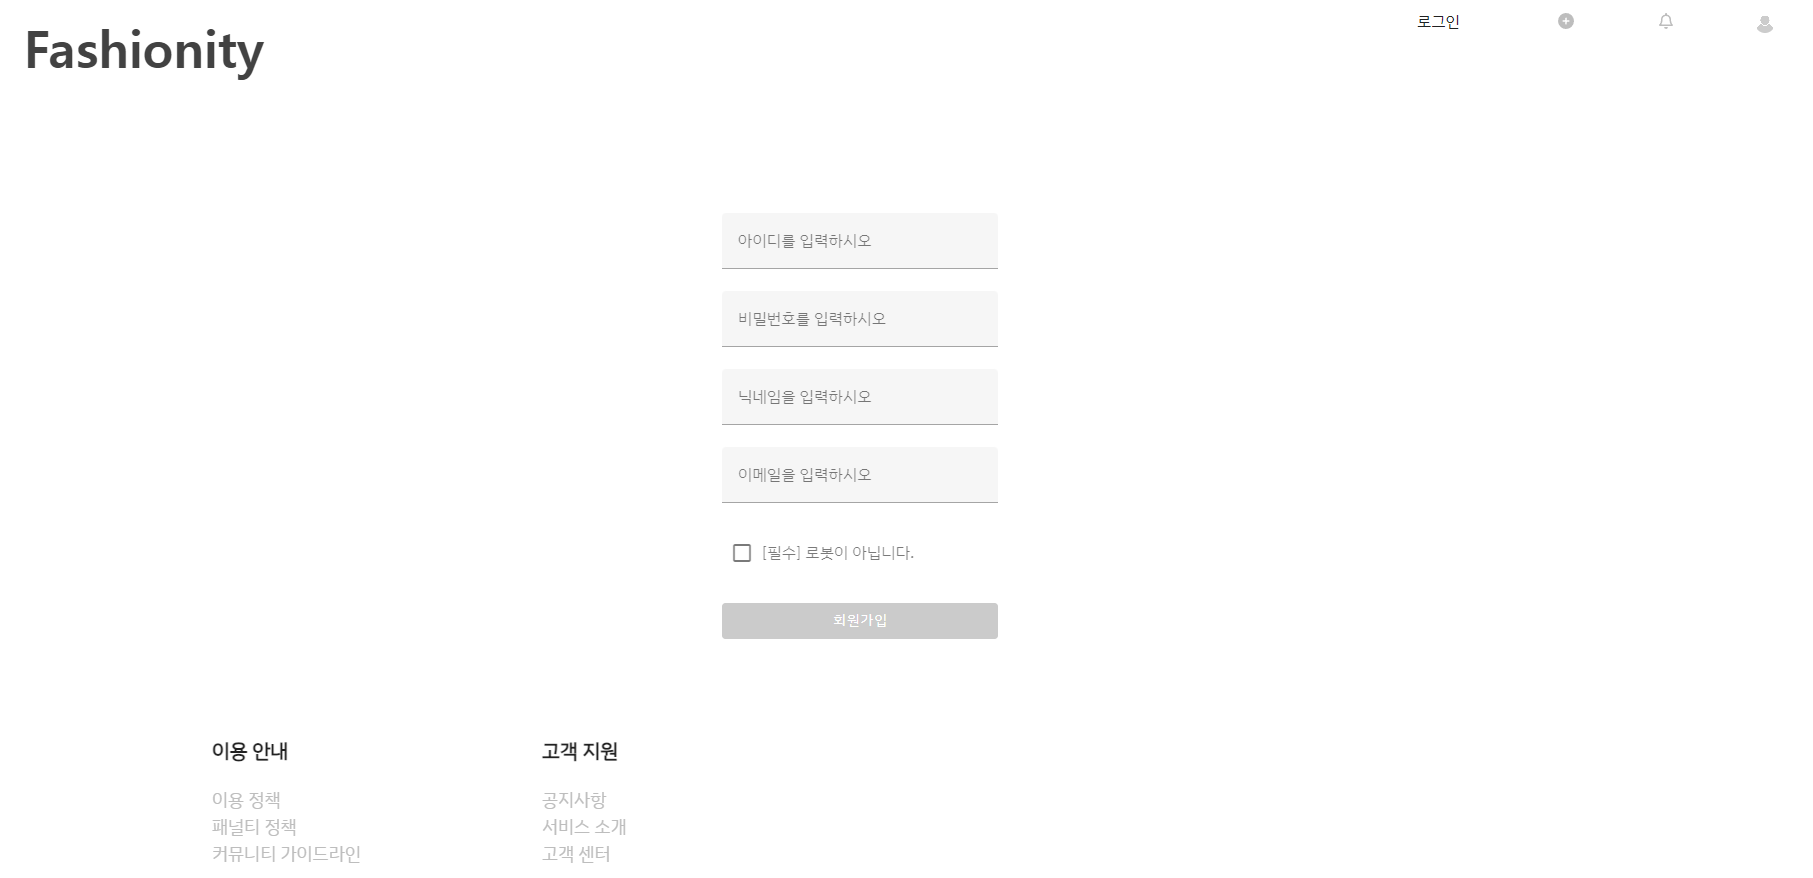 로그인
Fashionity
아이디를 입력하시오
비밀번호를 입력하시오
닉네임을 입력하시오
이메일을 입력하시오
[필수] 로봇이 아닙니다.
회원가입
이용 안내
이용 정책
패널티 정책
커뮤니티 가이드라인
고객 지원
공지사항
서비스 소개
고객 센터